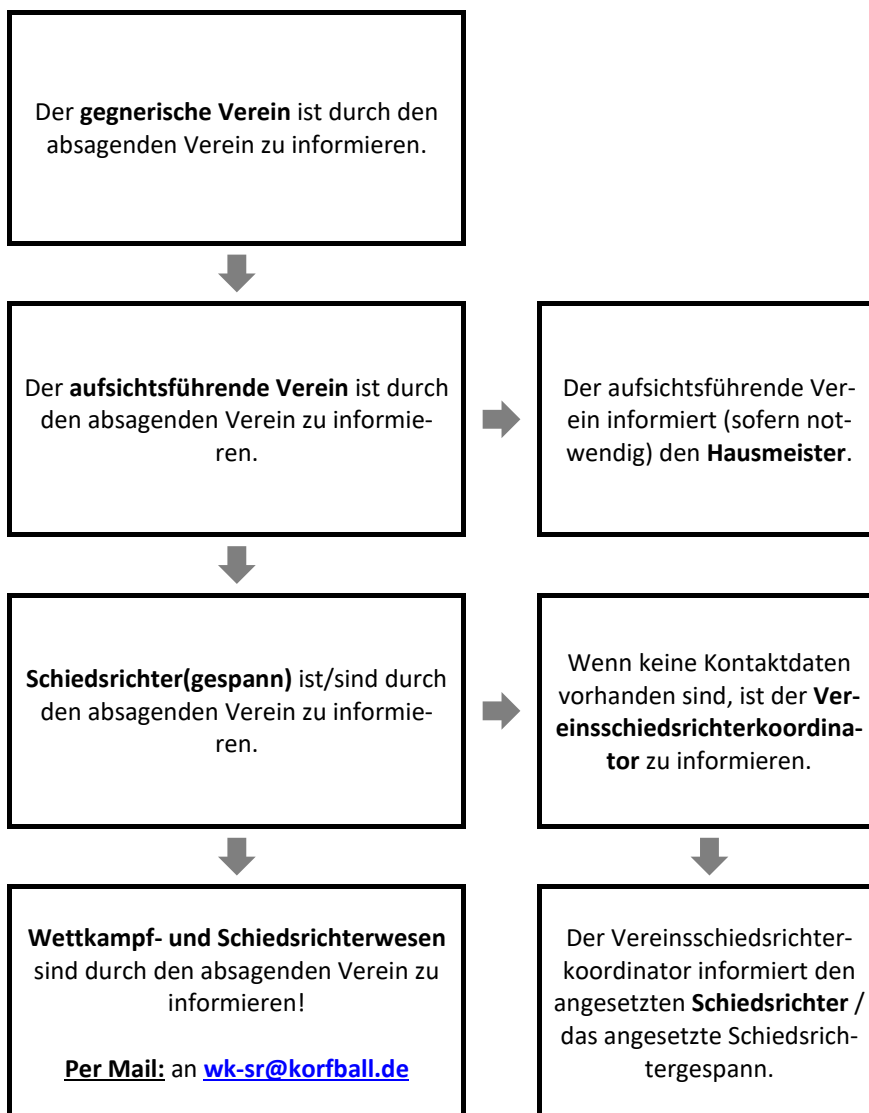 Der gegnerische Verein ist durch den
absagenden Verein zu informieren.
Der aufsichtsführende Verein ist durch
den absagenden Verein zu informie-
ren.
Der aufsichtsführende Ver-
ein informiert (sofern not-
wendig) den Hausmeister.
Schiedsrichter(gespann) ist/sind durch
den absagenden Verein zu informie-
ren.
Wenn keine Kontaktdaten
vorhanden sind, ist der Ver-
einsschiedsrichterkoordina-
tor zu informieren.
Wettkampf- und Schiedsrichterwesen
sind durch den absagenden Verein zu
informieren!
Per Mail: an wk-sr@korfball.de
Der Vereinsschiedsrichter-
koordinator informiert den
angesetzten Schiedsrichter /
das angesetzte Schiedsrich-
tergespann.